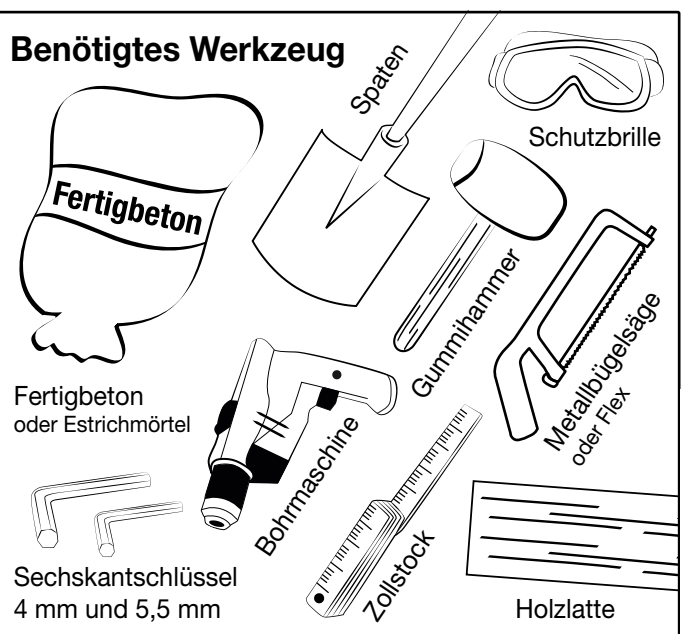 Benötigtes Werkzeug
Spaten
Schutzbrille
Fertigbeton
Gummihammer
Metallbügelsäge
oder Flex
Fertigbeton
oder Estrichmörtel
Bohrmaschine
Zollstock
Sechskantschlüssel
4 mm und 5,5 mm
Holzlatte